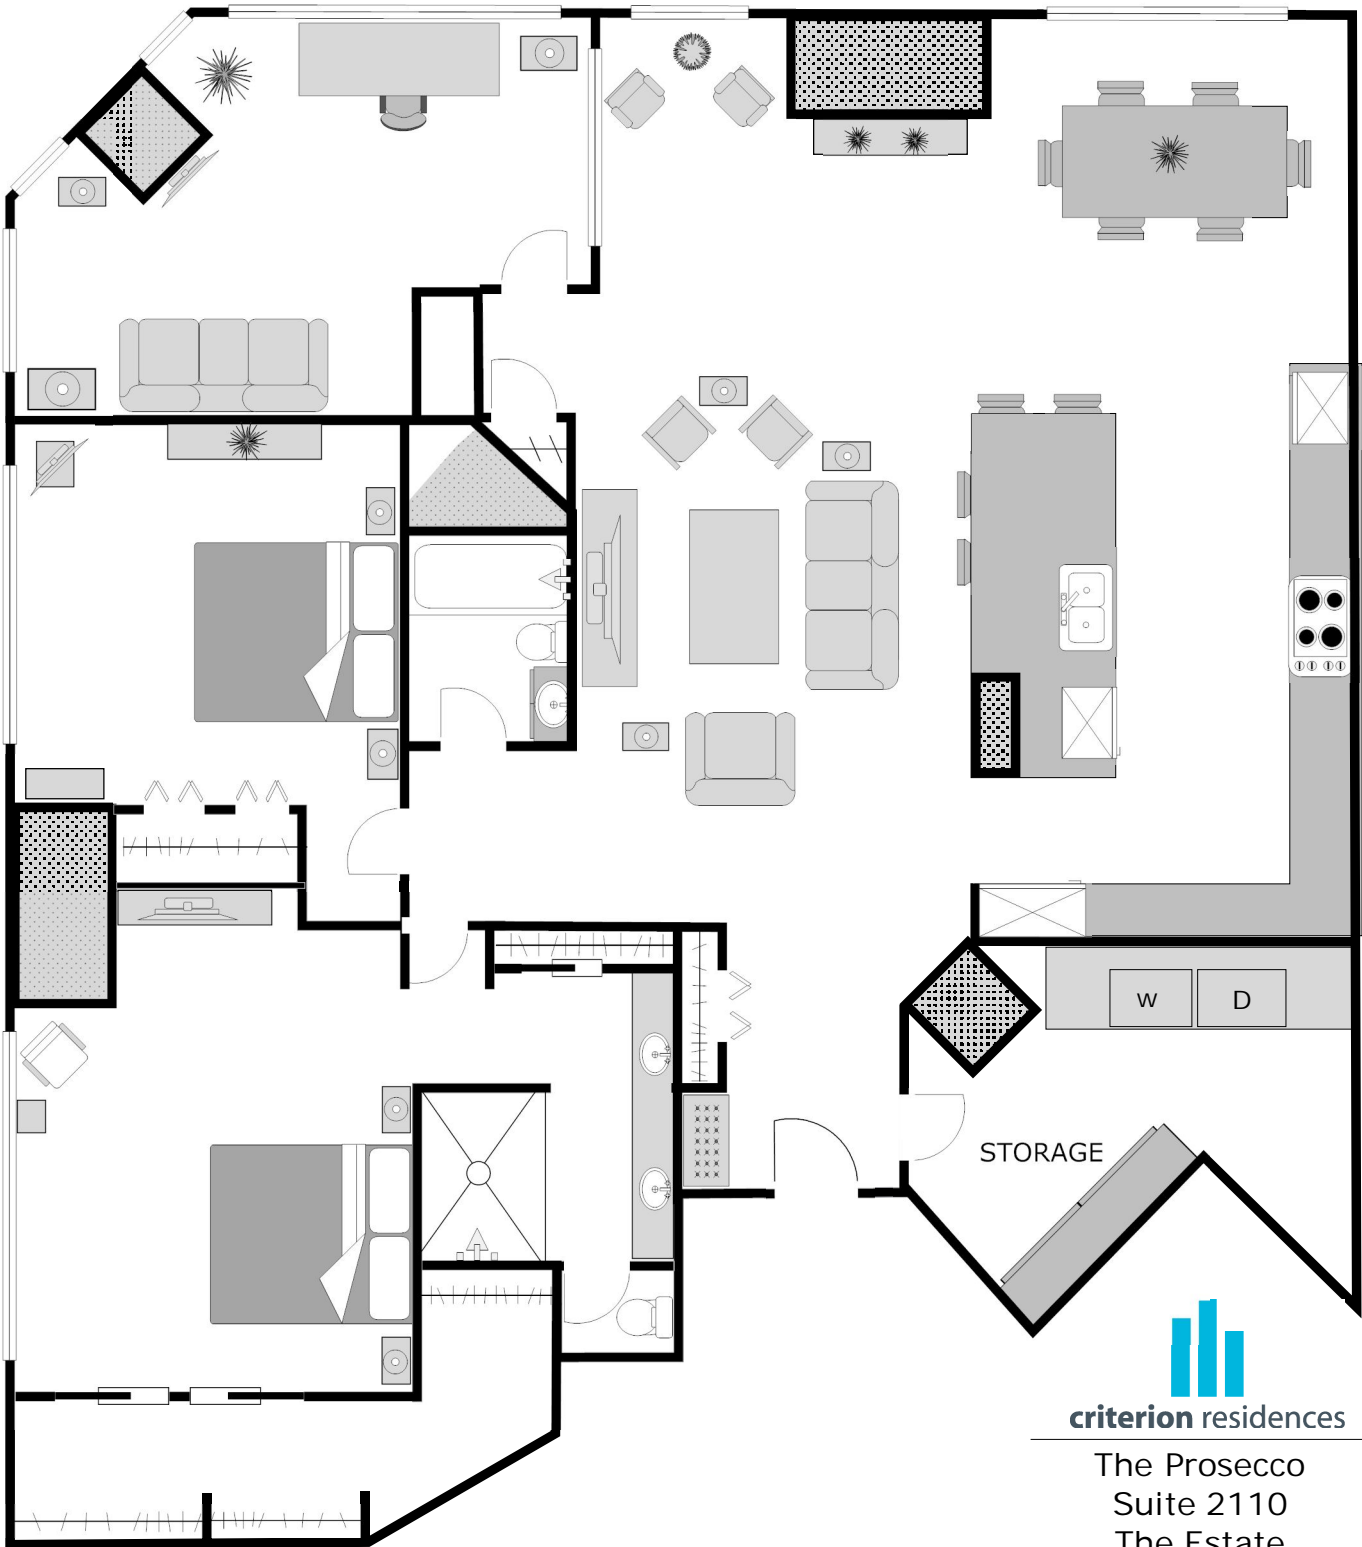 W D
STORAGE
criterion residences
The Prosecco
Suite 2110
The Estate